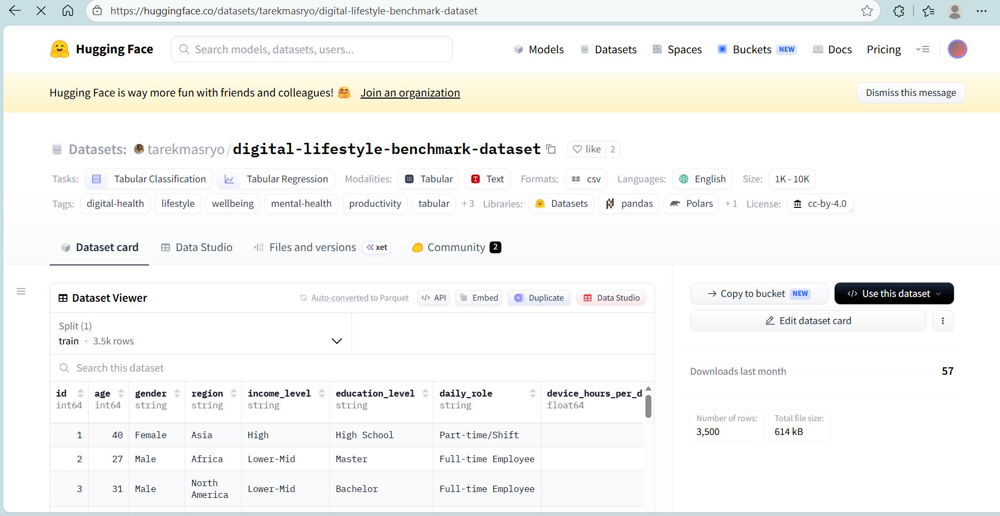 https://huggingface.co/datasets/tarekmasryo/digital-lifestyle-benchmark-dataset
Hugging Face
Search models, datasets, users...
Models
Datasets
Spaces
Buckets NEW
Docs
Pricing
Hugging Face is way more fun with friends and colleagues! 🤗 Join an organization
Dismiss this message
Datasets: tarekmasryo/digital-lifestyle-benchmark-dataset
like 2
Tasks: Tabular Classification Tabular Regression Modalities: Tabular Text Formats: csv Languages: English Size: 1K - 10K
Tags: digital-health lifestyle wellbeing mental-health productivity tabular + 3 Libraries: Datasets pandas Polars + 1 License: cc-by-4.0
Dataset card
Data Studio
Files and versions xet
Community 2
Dataset Viewer
Auto-converted to Parquet
</> API
Embed
Duplicate
Data Studio
Split (1)
train · 3.5k rows
Search this dataset
id age gender region income_level education_level daily_role device_hours_per_d
int64 int64 string string string string string float64
1 40 Female Asia High High School Part-time/Shift
2 27 Male Africa Lower-Mid Master Full-time Employee
3 31 Male North America Lower-Mid Bachelor Full-time Employee
→ Copy to bucket NEW
</> Use this dataset
Edit dataset card
Downloads last month 57
Number of rows:
3,500
Total file size:
614 kB